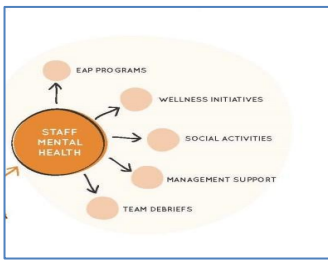 EAP PROGRAMS
WELLNESS INITIATIVES
STAFF
MENTAL
HEALTH
SOCIAL ACTIVITIES
MANAGEMENT SUPPORT
TEAM DEBRIEFS